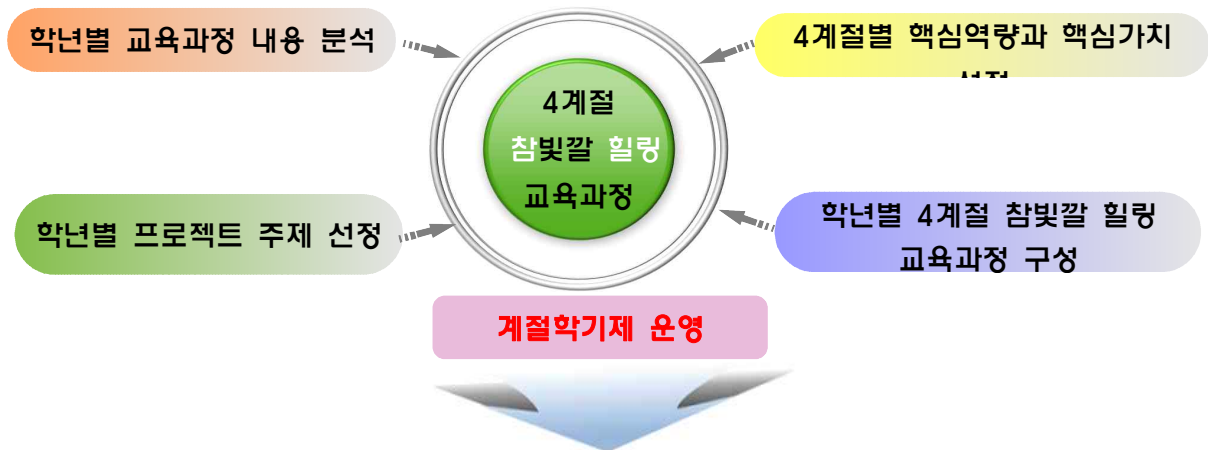 학년별 교육과정 내용 분석
4계절별 핵심역량과 핵심가치
4계절
참빛깔 힐링
교육과정
학년별 프로젝트 주제 선정
학년별 4계절 참빛깔 힐링
교육과정 구성
계절학기제 운영